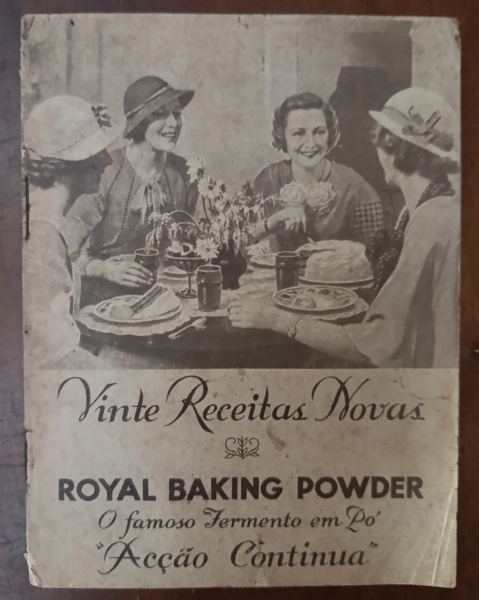 Vinte Receitas Novas
ROYAL BAKING POWDER
O famoso Fermento em Pó
"Acção Continua"